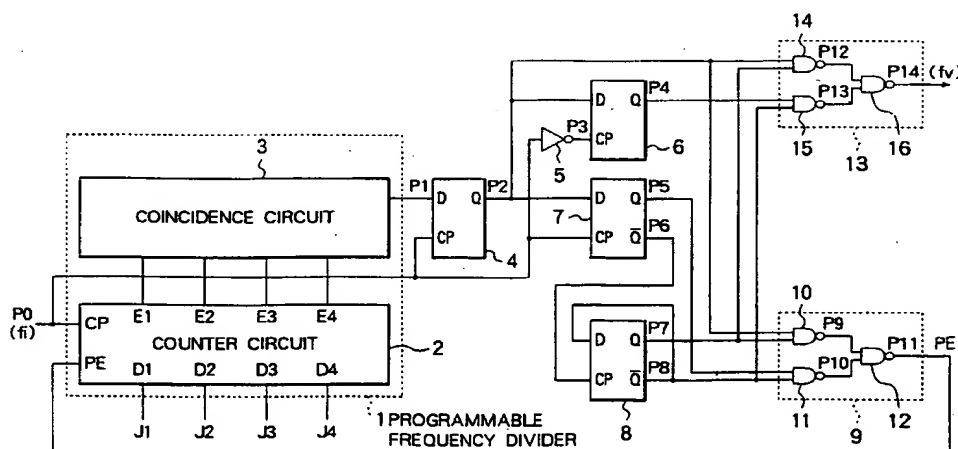 14
P12
P14 (fv)
P4
D Q
P13
P3
CP
15
16
13
3
5
6
P1
P2
P5
D Q
D Q
COINCIDENCE CIRCUIT
7
P6
CP
CP Q̅
4
10
P0
(fi)
E1 E2 E3 E4
CP
P9
P7
P11
PE
COUNTER CIRCUIT
2
D Q
P10
PE
D1 D2 D3 D4
P8
CP Q̅
11
12
1 PROGRAMMABLE
FREQUENCY DIVIDER
8
9
J1 J2 J3 J4